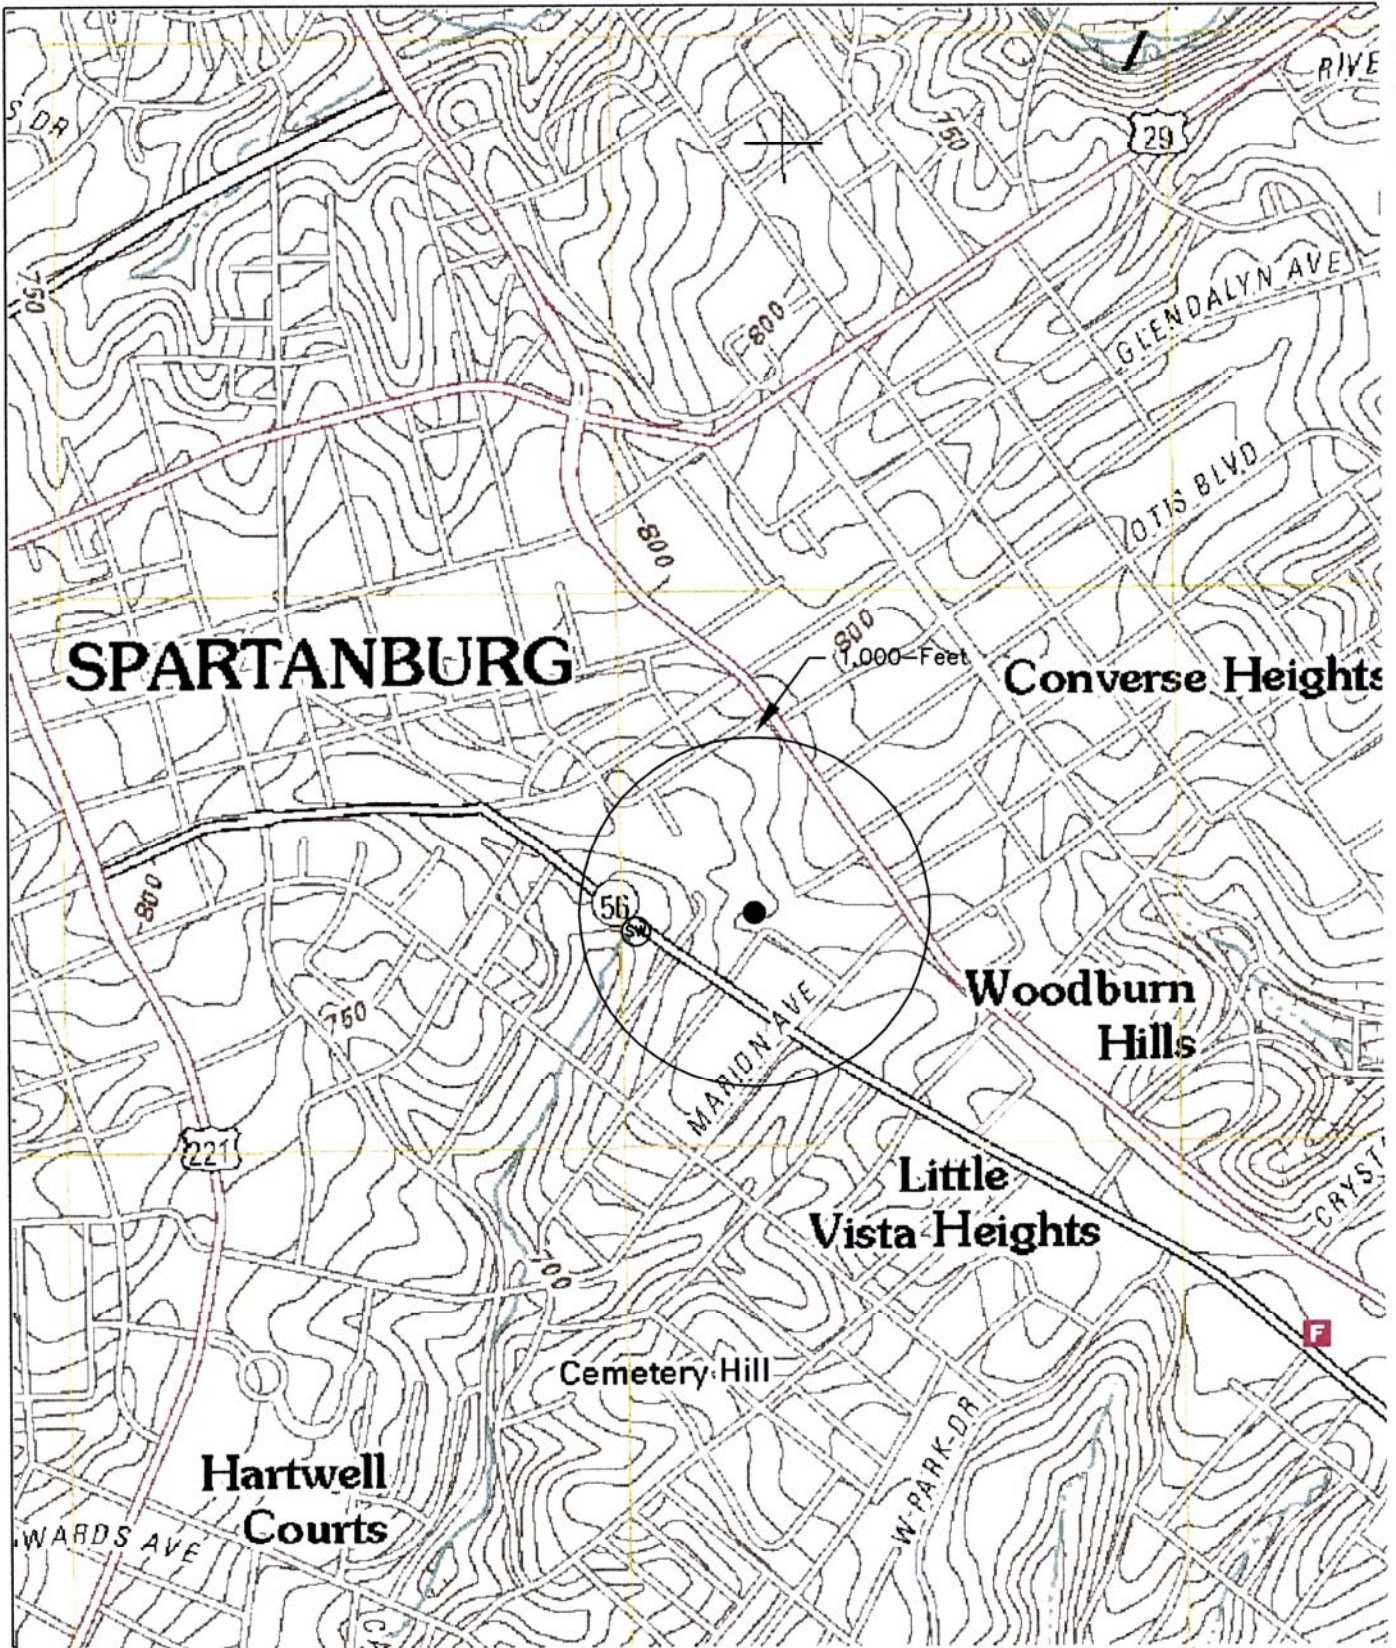 RIVE
S DR
750
29
750
GLENDALYN AVE
800
OTIS BLVD
800
800
1,000-Feet
SPARTANBURG
Converse Heights
800
56
SW
750
Woodburn
Hills
MARION AVE
221
Little
Vista Heights
CRYST
700
F
Cemetery Hill
W PARK DR
Hartwell
Courts
WARDS AVE
CA